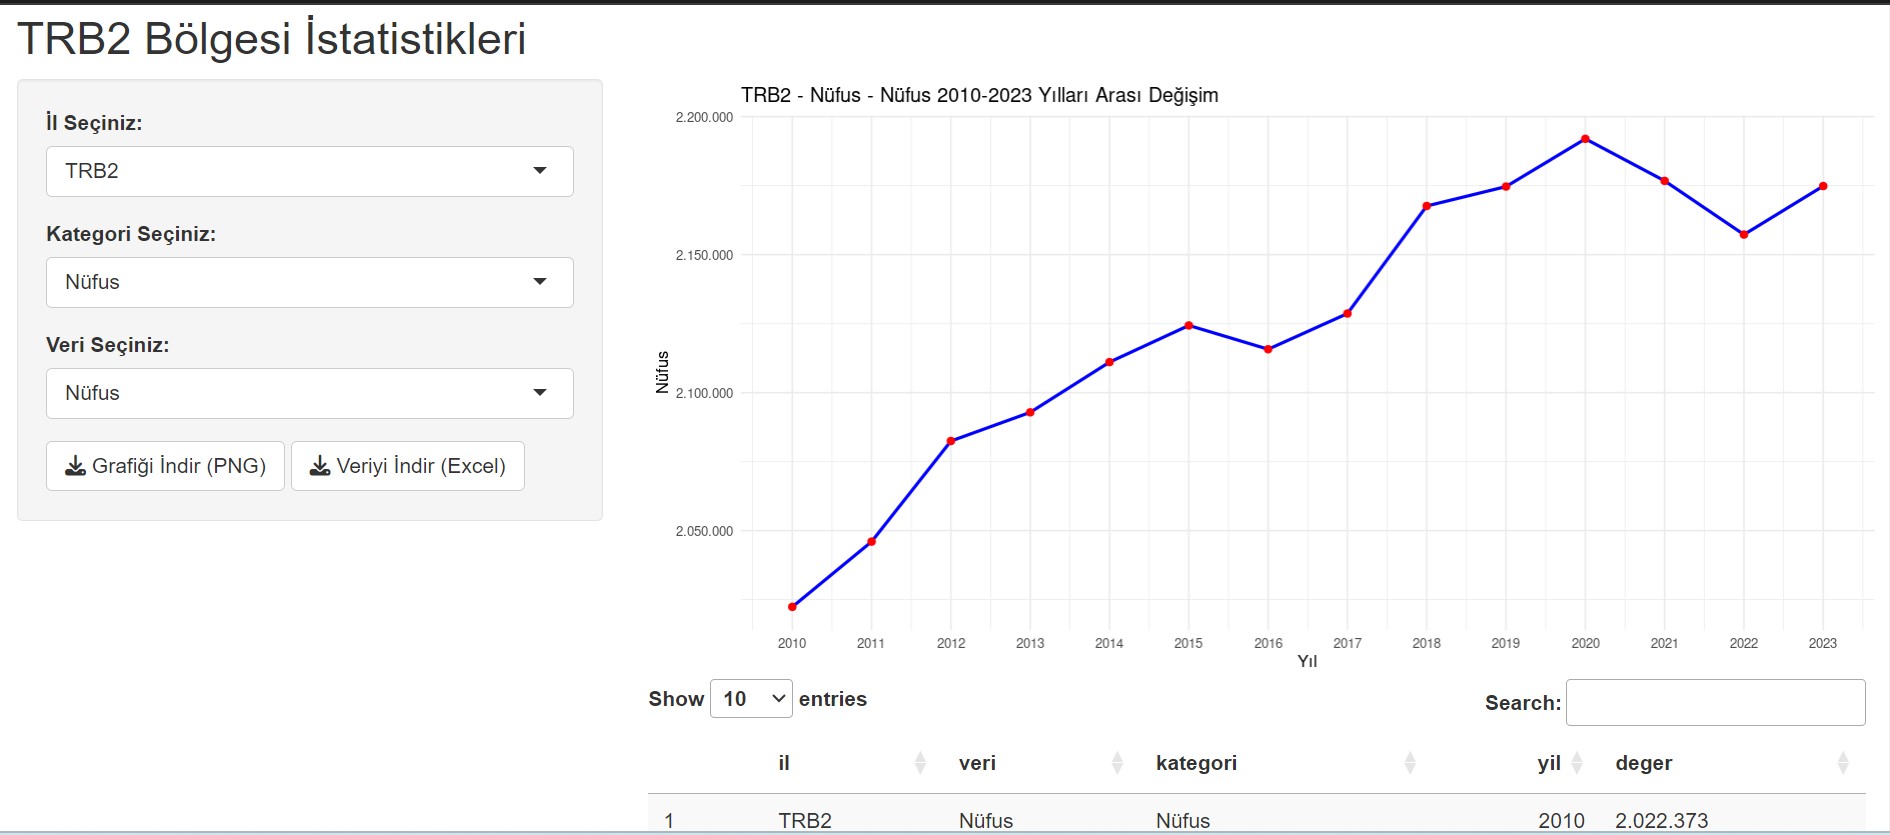 TRB2 Bölgesi İstatistikleri
İl Seçiniz:
TRB2
Kategori Seçiniz:
Nüfus
Veri Seçiniz:
Nüfus
Grafiği İndir (PNG) Veriyi İndir (Excel)
TRB2 - Nüfus - Nüfus 2010-2023 Yılları Arası Değişim
2.200.000
2.150.000
2.100.000
2.050.000
Nüfus
2010 2011 2012 2013 2014 2015 2016 2017 2018 2019 2020 2021 2022 2023
Yıl
Show 10 entries Search:
il veri kategori yil deger
1 TRB2 Nüfus Nüfus 2010 2.022.373